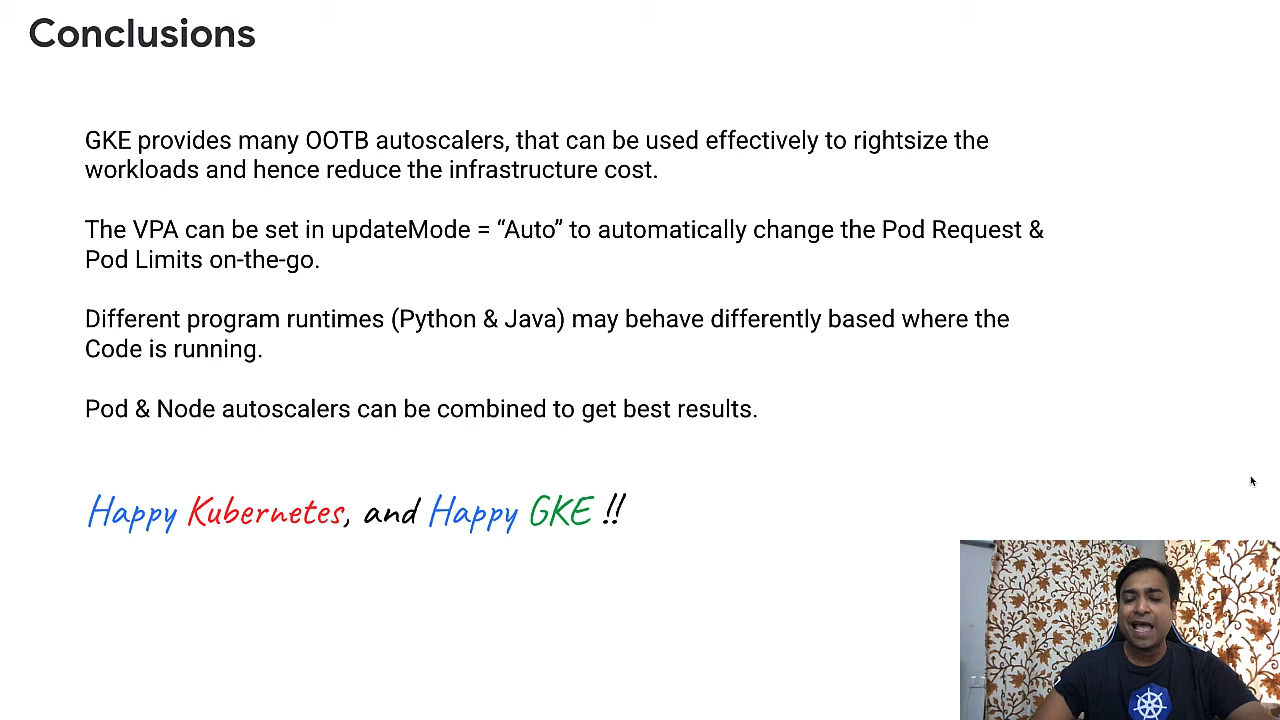 Conclusions
GKE provides many OOTB autoscalers, that can be used effectively to rightsize the
workloads and hence reduce the infrastructure cost.
The VPA can be set in updateMode = “Auto” to automatically change the Pod Request &
Pod Limits on-the-go.
Different program runtimes (Python & Java) may behave differently based where the
Code is running.
Pod & Node autoscalers can be combined to get best results.
Happy Kubernetes, and Happy GKE !!